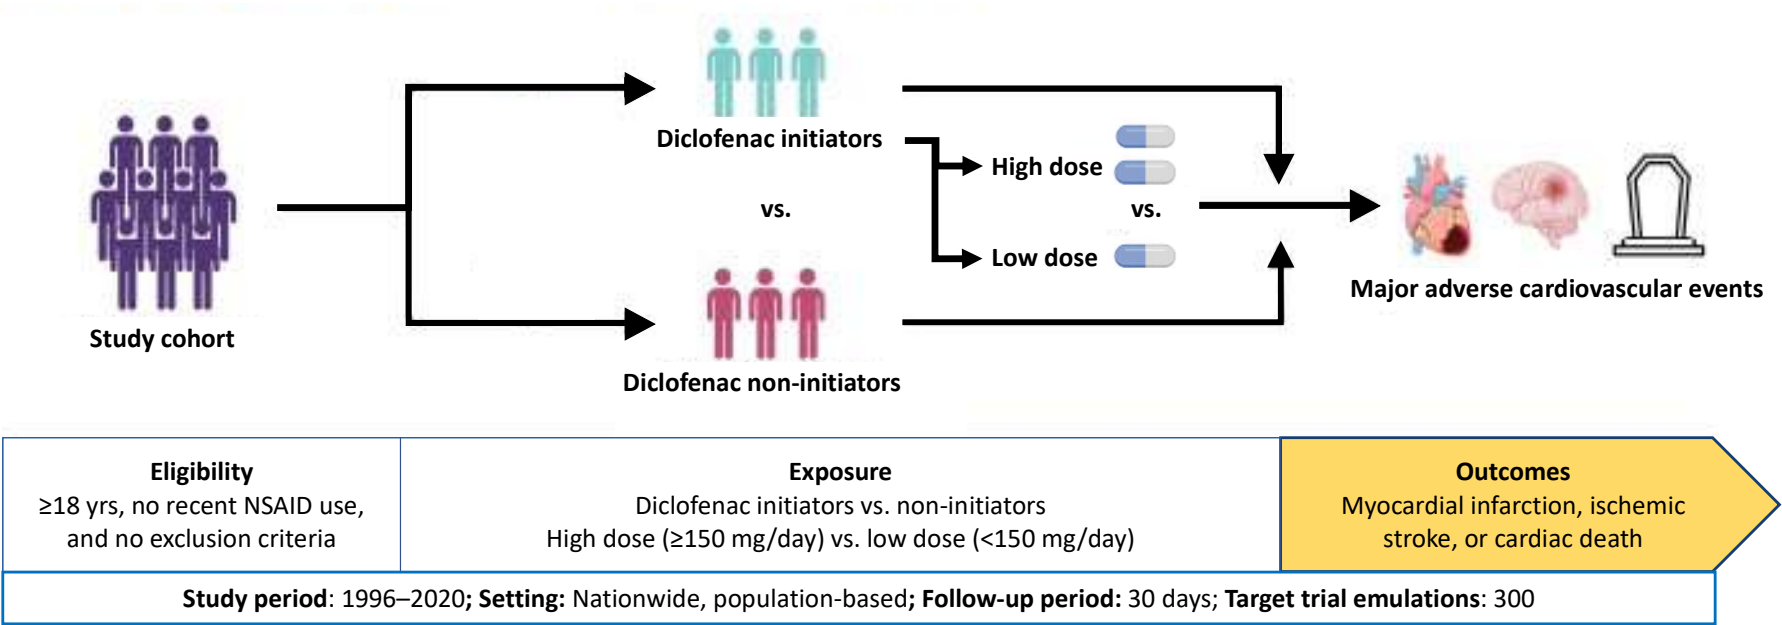 Diclofenac initiators
High dose
vs.
vs.
Low dose
Major adverse cardiovascular events
Study cohort
Diclofenac non-initiators
Eligibility
≥18 yrs, no recent NSAID use,
and no exclusion criteria
Exposure
Diclofenac initiators vs. non-initiators
High dose (≥150 mg/day) vs. low dose (<150 mg/day)
Outcomes
Myocardial infarction, ischemic
stroke, or cardiac death
Study period: 1996–2020; Setting: Nationwide, population-based; Follow-up period: 30 days; Target trial emulations: 300